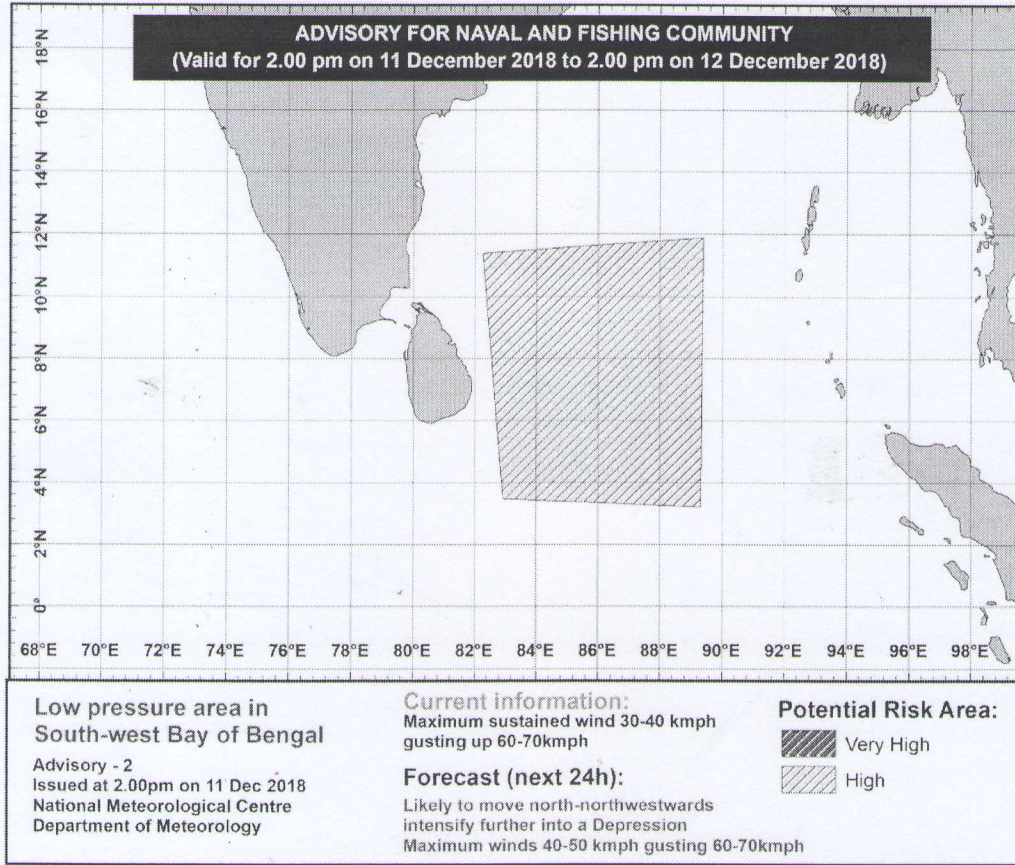 ADVISORY FOR NAVAL AND FISHING COMMUNITY
(Valid for 2.00 pm on 11 December 2018 to 2.00 pm on 12 December 2018)
18°N
16°N
14°N
12°N
10°N
8°N
6°N
4°N
2°N
0°
68°E 70°E 72°E 74°E 76°E 78°E 80°E 82°E 84°E 86°E 88°E 90°E 92°E 94°E 96°E 98°E
Low pressure area in
South-west Bay of Bengal
Advisory - 2
Issued at 2.00pm on 11 Dec 2018
National Meteorological Centre
Department of Meteorology
Current information:
Maximum sustained wind 30-40 kmph
gusting up 60-70kmph
Forecast (next 24h):
Likely to move north-northwestwards
intensify further into a Depression
Maximum winds 40-50 kmph gusting 60-70kmph
Potential Risk Area:
Very High
High